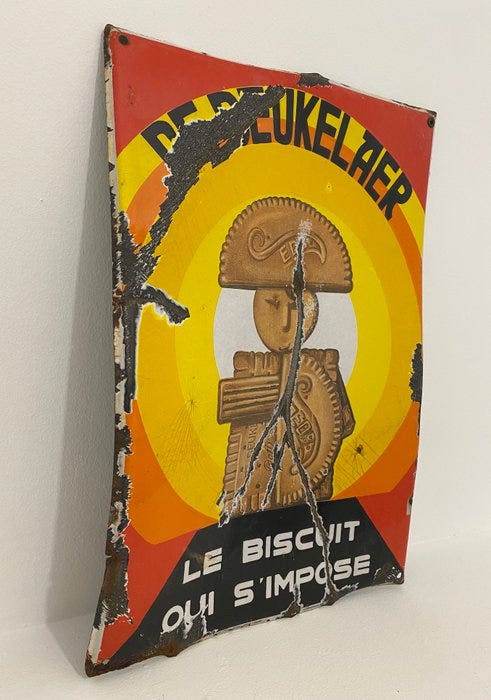 DE BEUKELAER
LE BISCUIT
QUI S'IMPOSE